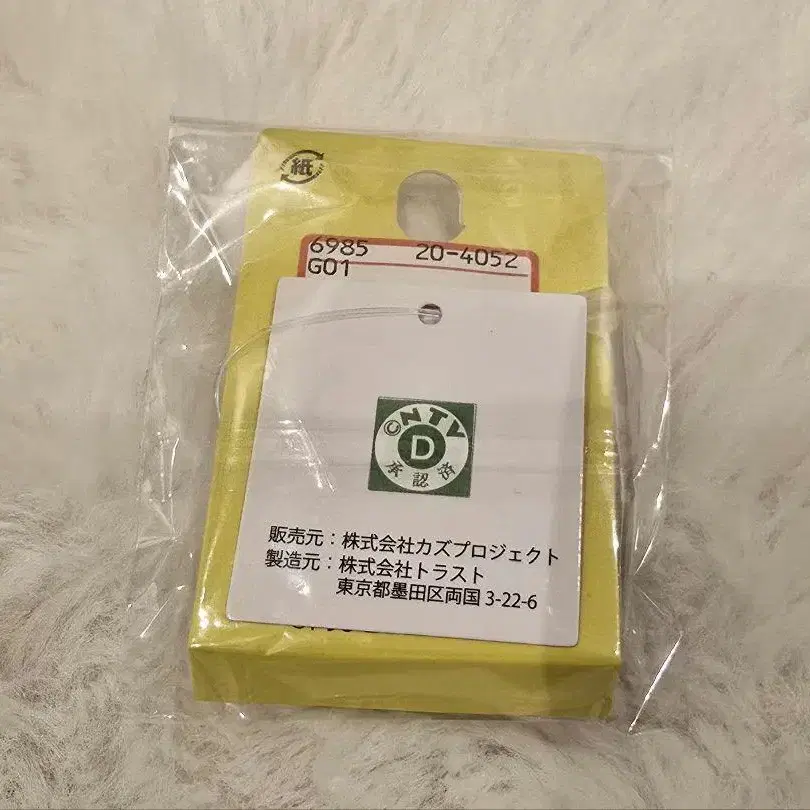 紙
6985 20-4052
G01
©NTV
D
承認済
販売元：株式会社カズプロジェクト
製造元：株式会社トラスト
東京都墨田区両国 3-22-6